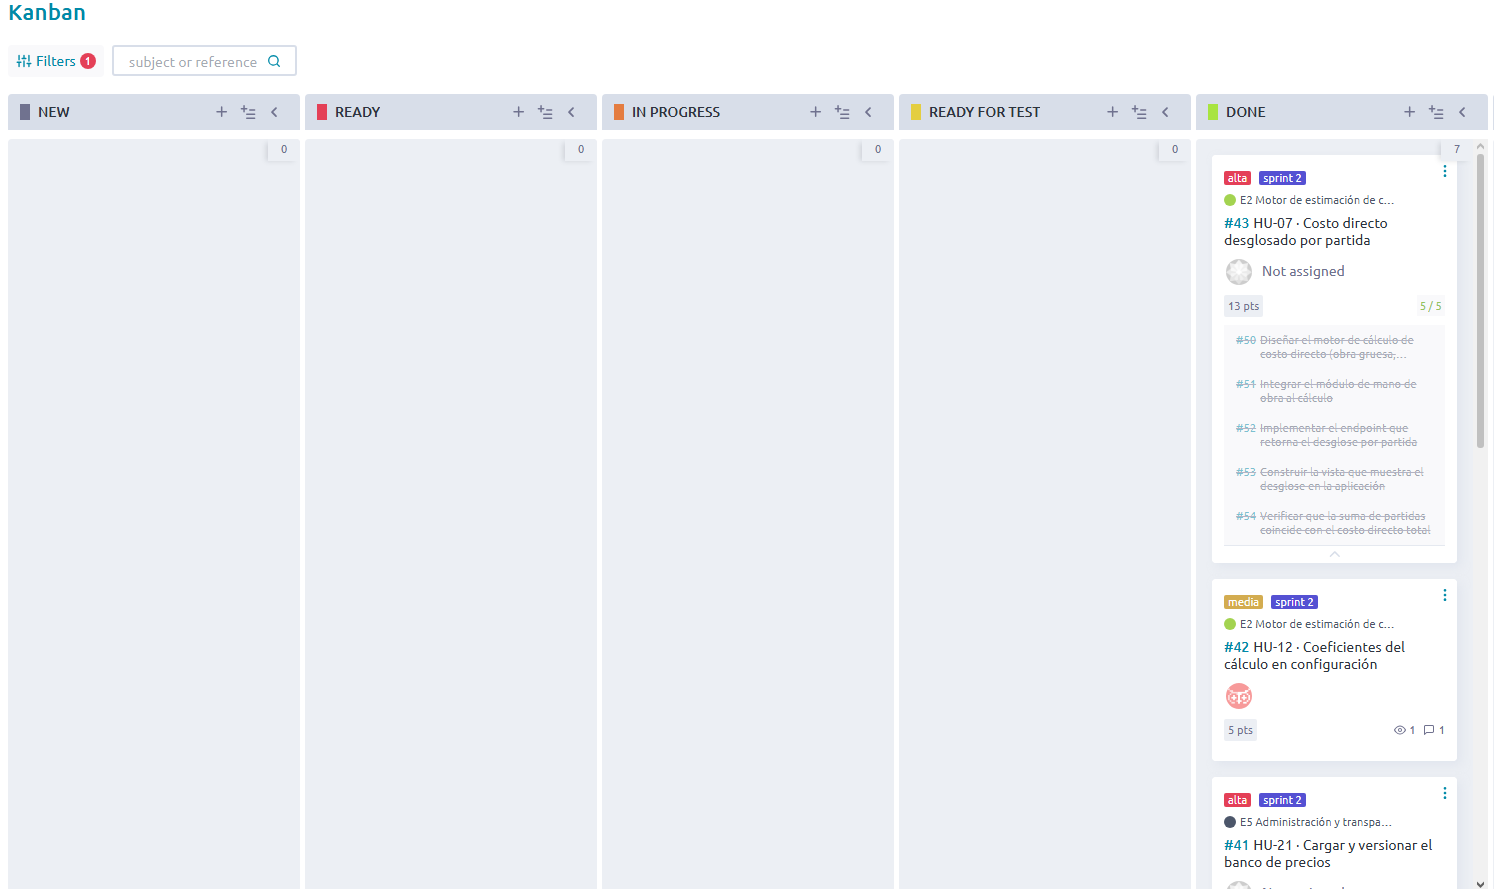 Kanban
Filters 1
subject or reference
NEW
READY
IN PROGRESS
READY FOR TEST
DONE
0
0
0
0
7
alta sprint 2
E2 Motor de estimación de c...
#43 HU-07 · Costo directo
desglosado por partida
Not assigned
13 pts
5 / 5
#50 Diseñar el motor de cálculo de
costo directo (obra gruesa,...
#51 Integrar el módulo de mano de
obra al cálculo
#52 Implementar el endpoint que
retorna el desglose por partida
#53 Construir la vista que muestra el
desglose en la aplicación
#54 Verificar que la suma de partidas
coincide con el costo directo total
media sprint 2
E2 Motor de estimación de c...
#42 HU-12 · Coeficientes del
cálculo en configuración
5 pts
1 1
alta sprint 2
E5 Administración y transpa...
#41 HU-21 · Cargar y versionar el
banco de precios